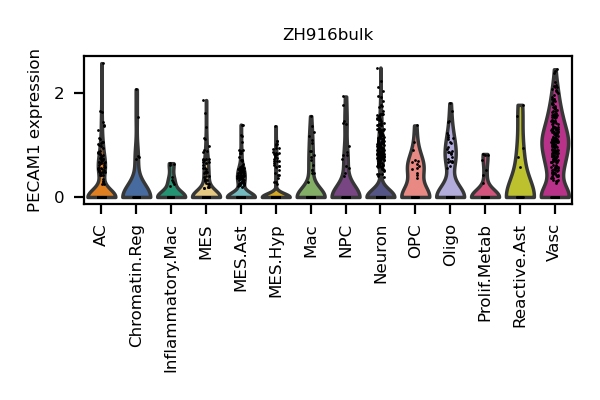 ZH916bulk
PECAM1 expression
2
0
AC
Chromatin.Reg
Inflammatory.Mac
MES
MES.Ast
MES.Hyp
Mac
NPC
Neuron
OPC
Oligo
Prolif.Metab
Reactive.Ast
Vasc